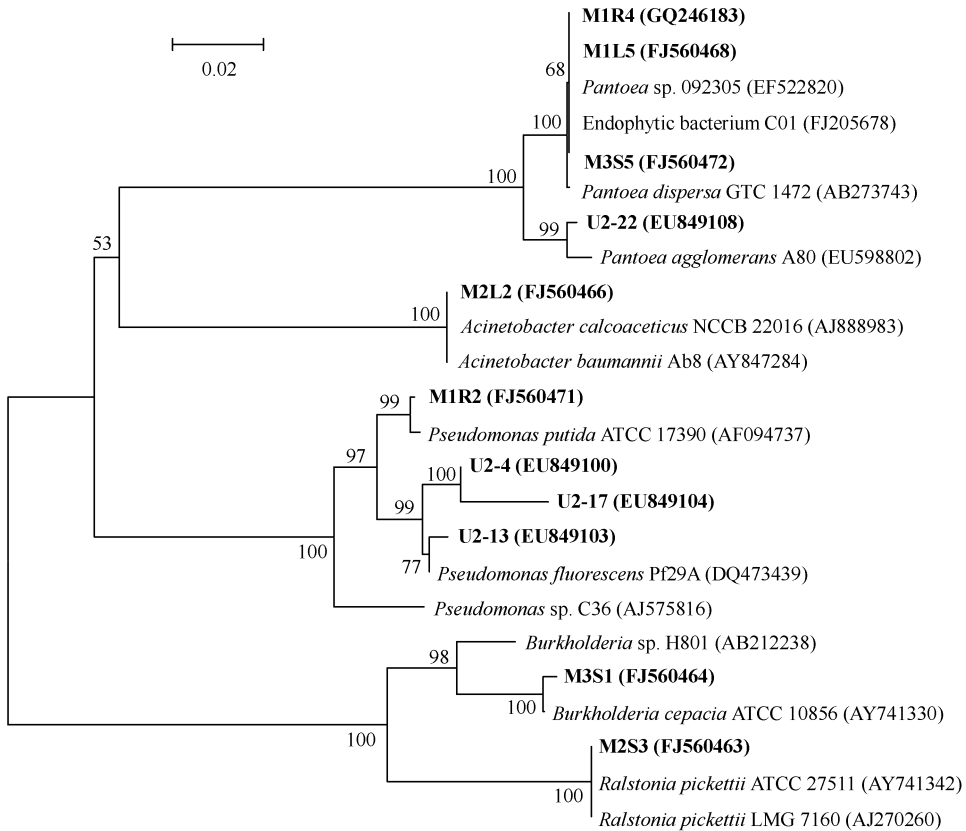 M1R4 (GQ246183)
M1L5 (FJ560468)
0.02
68
Pantoea sp. 092305 (EF522820)
100
Endophytic bacterium C01 (FJ205678)
M3S5 (FJ560472)
100
Pantoea dispersa GTC 1472 (AB273743)
U2-22 (EU849108)
99
53
Pantoea agglomerans A80 (EU598802)
M2L2 (FJ560466)
100
Acinetobacter calcoaceticus NCCB 22016 (AJ888983)
Acinetobacter baumannii Ab8 (AY847284)
99
M1R2 (FJ560471)
Pseudomonas putida ATCC 17390 (AF094737)
97
U2-4 (EU849100)
100
U2-17 (EU849104)
99
U2-13 (EU849103)
100
77
Pseudomonas fluorescens Pf29A (DQ473439)
Pseudomonas sp. C36 (AJ575816)
Burkholderia sp. H801 (AB212238)
98
M3S1 (FJ560464)
100
Burkholderia cepacia ATCC 10856 (AY741330)
100
M2S3 (FJ560463)
Ralstonia pickettii ATCC 27511 (AY741342)
100
Ralstonia pickettii LMG 7160 (AJ270260)